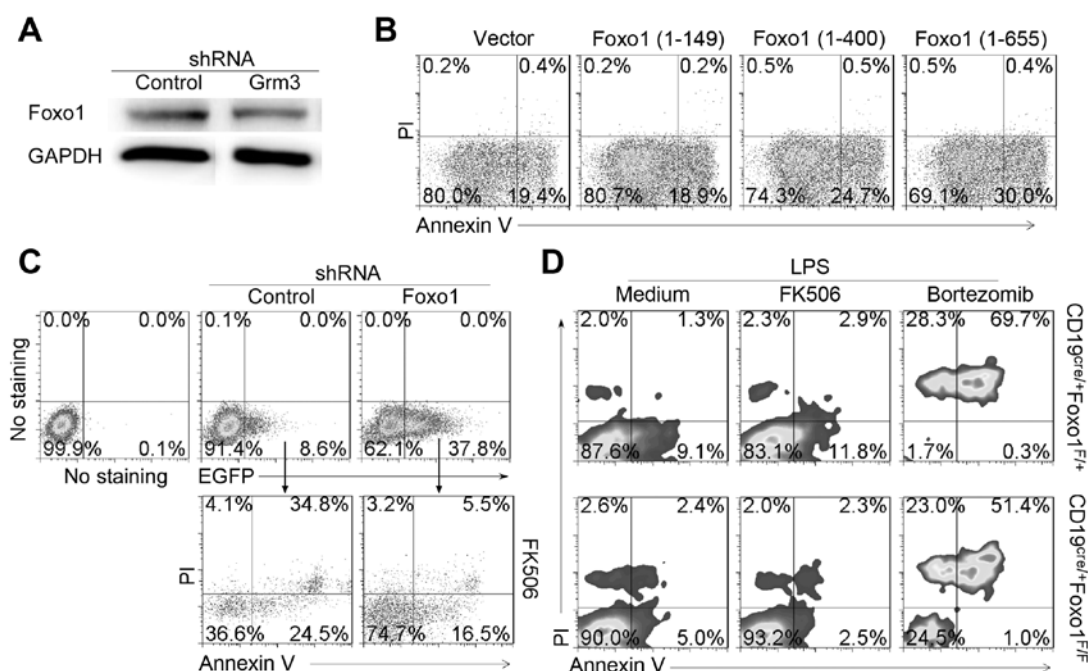 A
shRNA
Control Grm3
Foxo1
GAPDH
B
Vector Foxo1 (1-149) Foxo1 (1-400) Foxo1 (1-655)
0.2% 0.4% 0.2% 0.2% 0.5% 0.5% 0.5% 0.4%
PI
80.0% 19.4% 80.7% 18.9% 74.3% 24.7% 69.1% 30.0%
Annexin V
C
shRNA
Control Foxo1
0.0% 0.0% 0.1% 0.0% 0.0% 0.0%
No staining
99.9% 0.1% 91.4% 8.6% 62.1% 37.8%
No staining EGFP
4.1% 34.8% 3.2% 5.5%
PI
FK506
36.6% 24.5% 74.7% 16.5%
Annexin V
D
LPS
Medium FK506 Bortezomib
2.0% 1.3% 2.3% 2.9% 28.3% 69.7%
CD19cre/+Foxo1F/+
87.6% 9.1% 83.1% 11.8% 1.7% 0.3%
2.6% 2.4% 2.0% 2.3% 23.0% 51.4%
CD19cre/+Foxo1F/F
PI
90.0% 5.0% 93.2% 2.5% 24.5% 1.0%
Annexin V